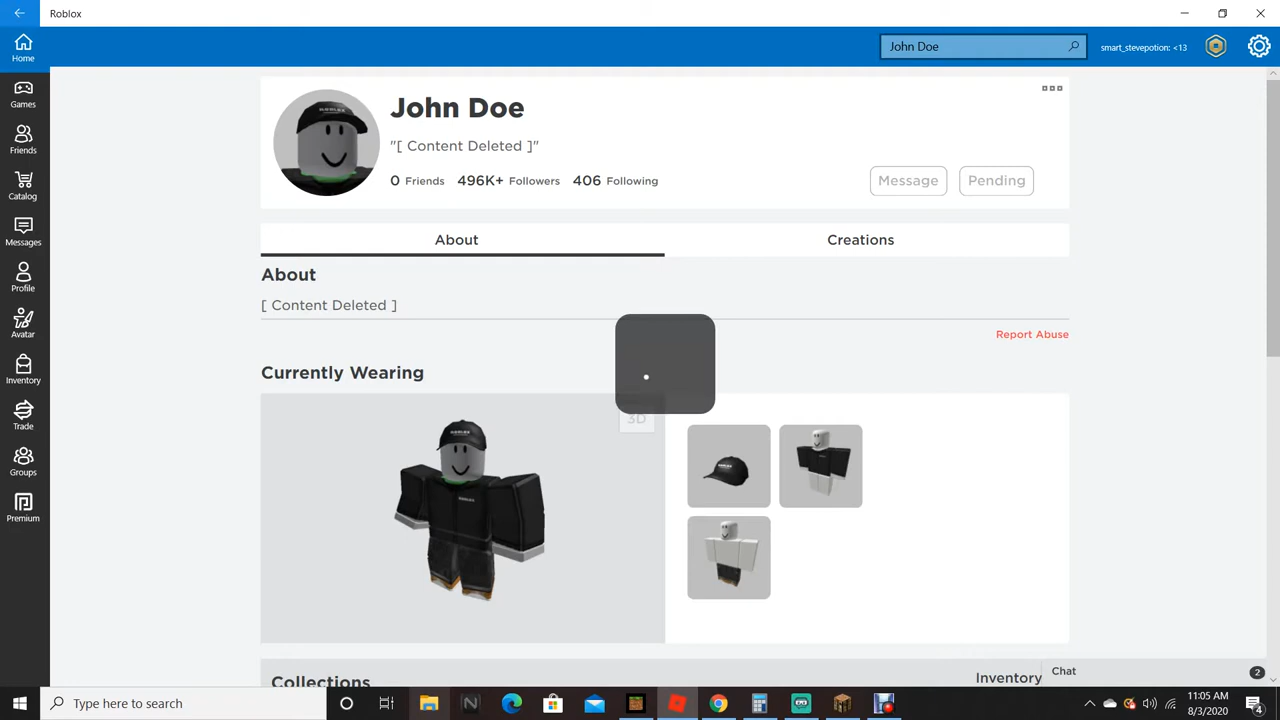 Roblox
Home
John Doe
smart_stevepotion: <13
Games
Friends
Catalog
Messages
Profile
Avatar
Inventory
Trade
Groups
Premium
John Doe
"[ Content Deleted ]"
0 Friends 496K+ Followers 406 Following
Message Pending
About Creations
About
[ Content Deleted ]
Report Abuse
Currently Wearing
3D
Collections Inventory
Chat 2
Type here to search
11:05 AM
8/3/2020
4